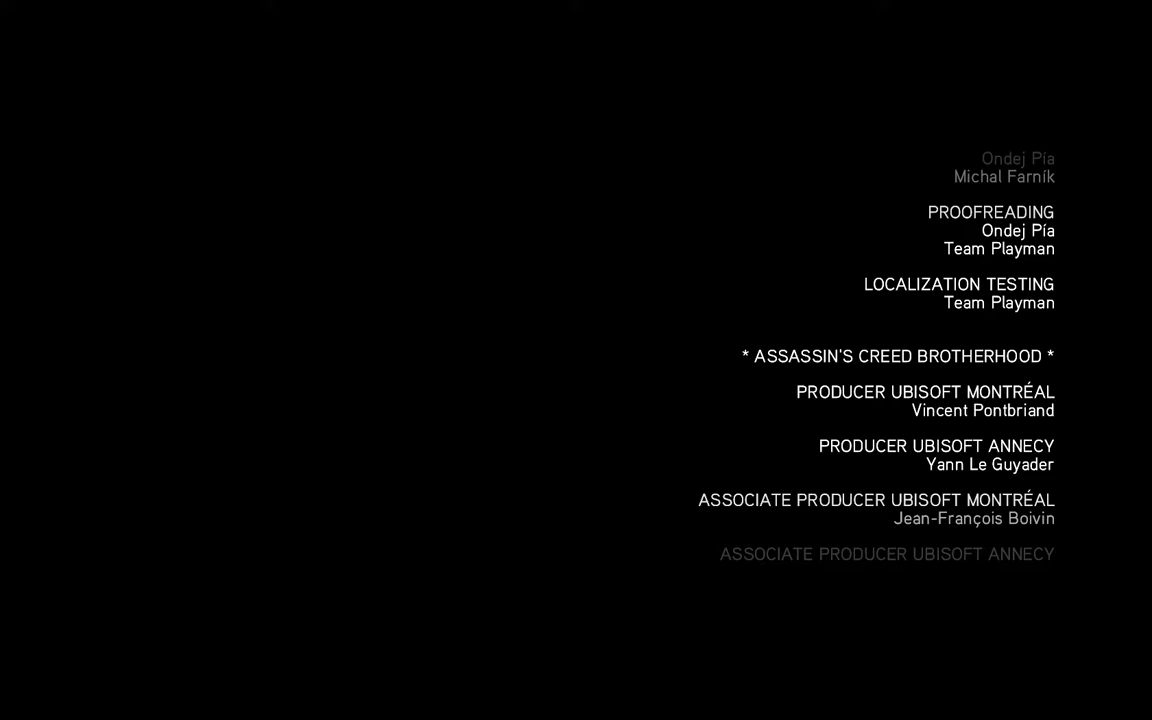 Ondej Pía
Michal Farník
PROOFREADING
Ondej Pía
Team Playman
LOCALIZATION TESTING
Team Playman
* ASSASSIN'S CREED BROTHERHOOD *
PRODUCER UBISOFT MONTRÉAL
Vincent Pontbriand
PRODUCER UBISOFT ANNECY
Yann Le Guyader
ASSOCIATE PRODUCER UBISOFT MONTRÉAL
Jean-François Boivin
ASSOCIATE PRODUCER UBISOFT ANNECY